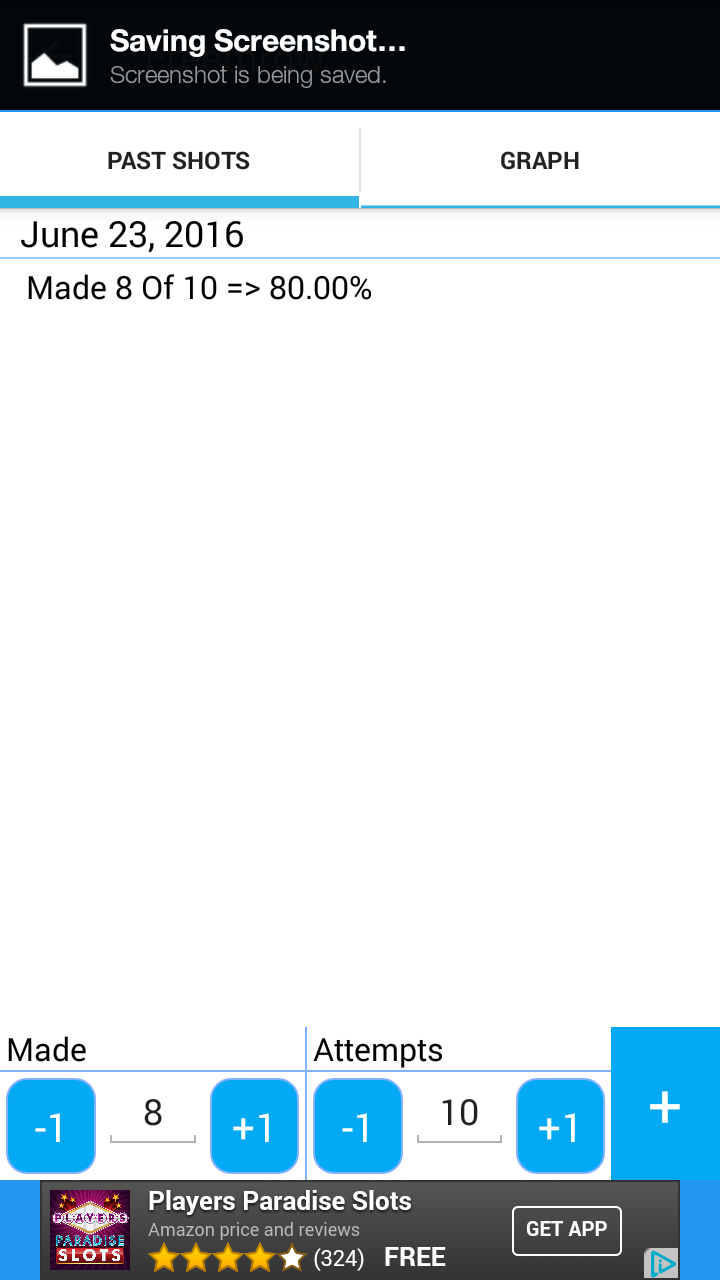 Saving Screenshot...
Screenshot is being saved.
PAST SHOTS
GRAPH
June 23, 2016
Made 8 Of 10 => 80.00%
Made
Attempts
-1
8
+1
-1
10
+1
+
Players Paradise Slots
Amazon price and reviews
(324) FREE
GET APP
PLAYERS
PARADISE
SLOTS